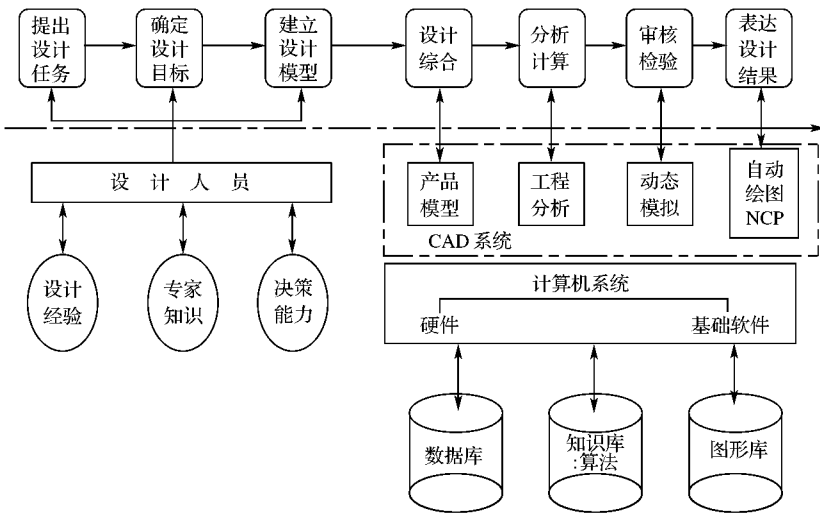 提出
设计
任务
确定
设计
目标
建立
设计
模型
设计
综合
分析
计算
审核
检验
表达
设计
结果
设 计 人 员
产品
模型
工程
分析
动态
模拟
自动
绘图
NCP
CAD 系统
设计
经验
专家
知识
决策
能力
计算机系统
硬件
基础软件
数据库
知识库
:算法
图形库